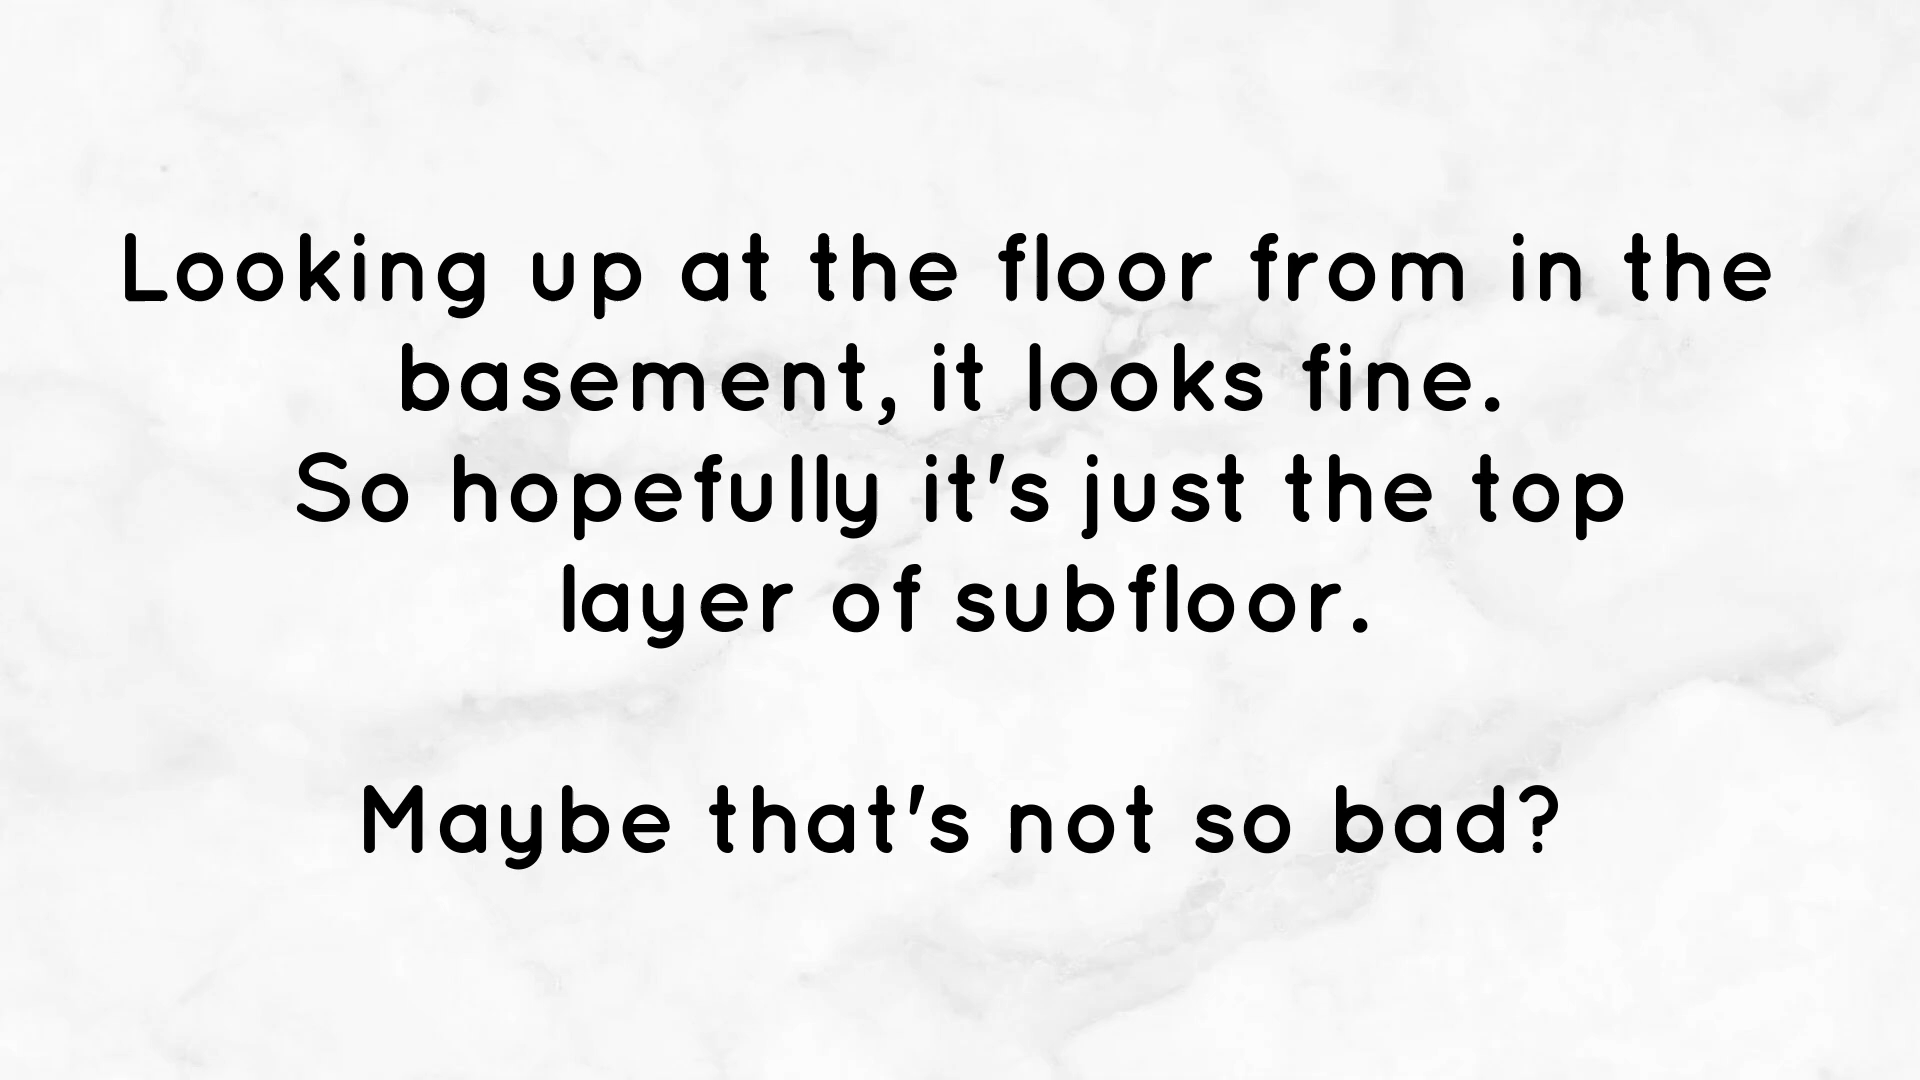 Looking up at the floor from in the
basement, it looks fine.
So hopefully it's just the top
layer of subfloor.
Maybe that's not so bad?